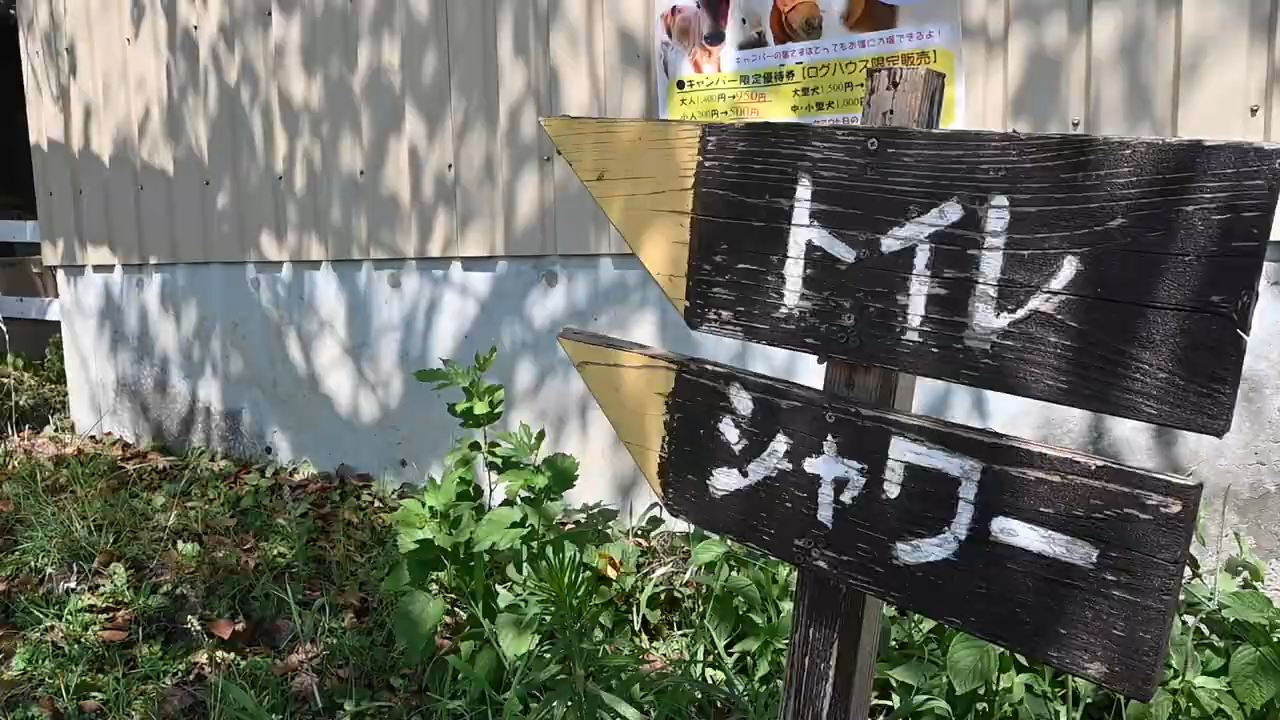 キャンパーの皆さまはとってもお得に入場できるよ！
●キャンパー限定優待券【ログハウス限定販売】
大人1,400円→950円 大型犬1,500円→
小人700円→500円 中・小型犬1,000円
トイレ
シャワー